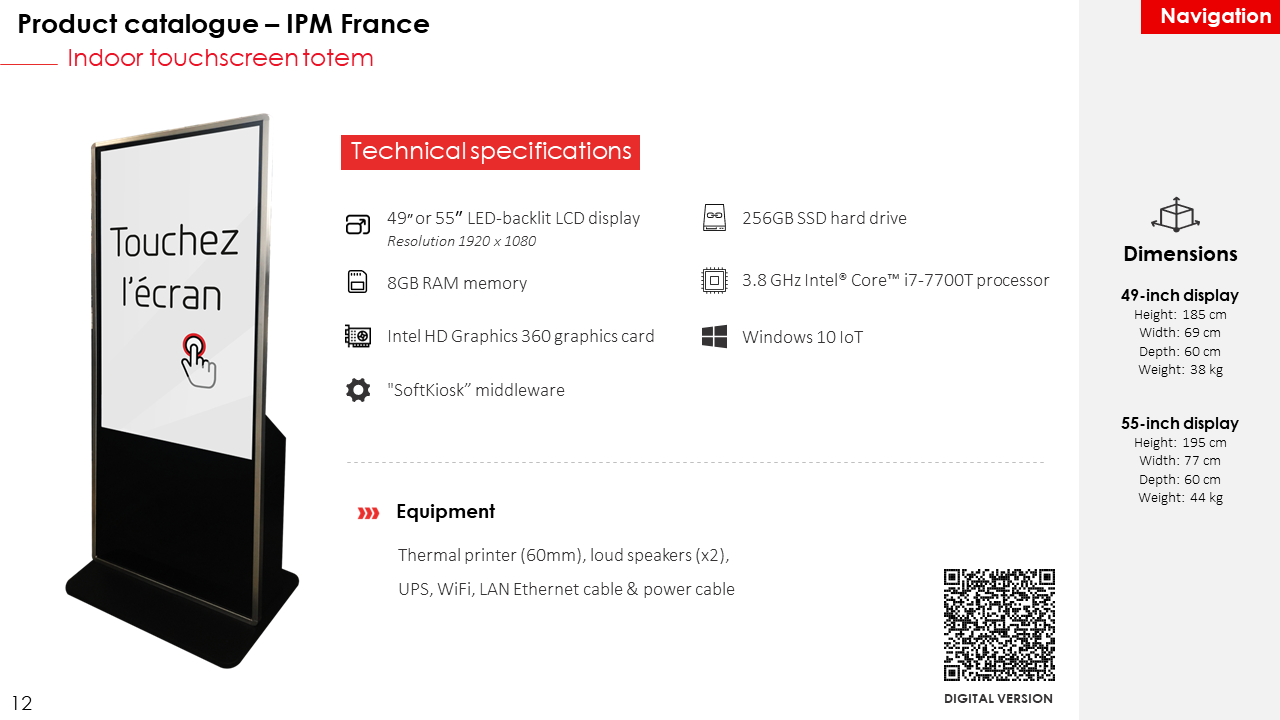 Product catalogue – IPM France
Navigation
Indoor touchscreen totem
Touchez
l'écran
Technical specifications
49″ or 55″ LED-backlit LCD display
Resolution 1920 x 1080
8GB RAM memory
Intel HD Graphics 360 graphics card
"SoftKiosk” middleware
256GB SSD hard drive
3.8 GHz Intel® Core™ i7-7700T processor
Windows 10 IoT
Equipment
Thermal printer (60mm), loud speakers (x2),
UPS, WiFi, LAN Ethernet cable & power cable
Dimensions
49-inch display
Height: 185 cm
Width: 69 cm
Depth: 60 cm
Weight: 38 kg
55-inch display
Height: 195 cm
Width: 77 cm
Depth: 60 cm
Weight: 44 kg
DIGITAL VERSION
12